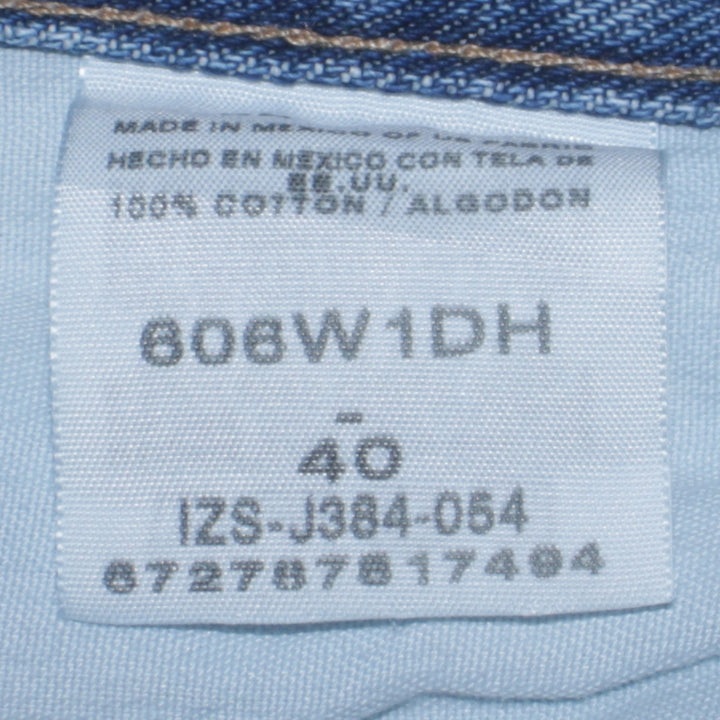 MADE IN MEXICO OF US FABRIC
HECHO EN MEXICO CON TELA DE
EE.UU.
100% COTTON / ALGODON
606W1DH
-
40
IZS-J384-054
672787817494